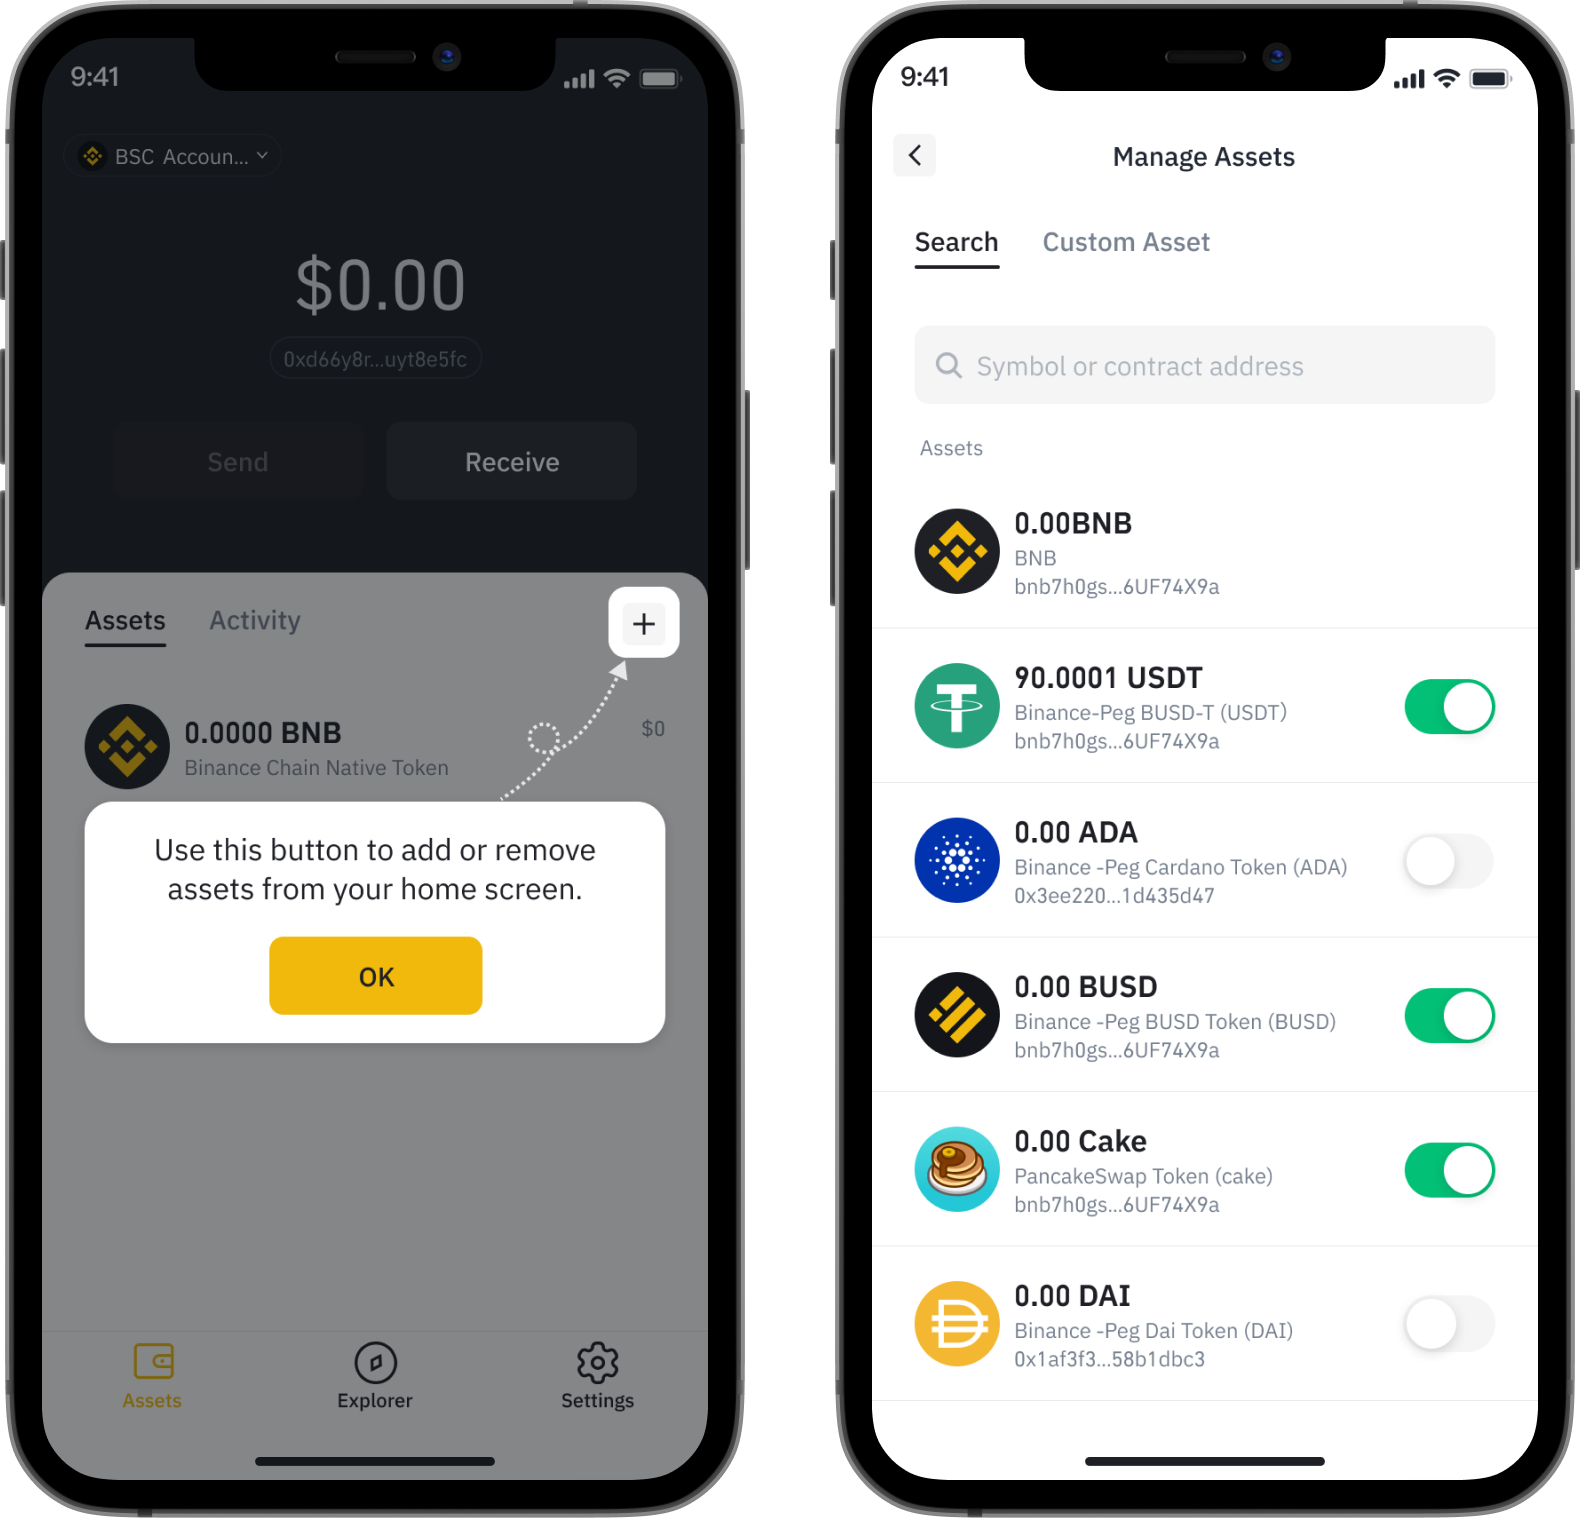 9:41
BSC Accoun...
$0.00
0xd66y8r...uyt8e5fc
Send
Receive
Assets
Activity
0.0000 BNB
$0
Binance Chain Native Token
Use this button to add or remove
assets from your home screen.
OK
Assets
Explorer
Settings
9:41
Manage Assets
Search
Custom Asset
Symbol or contract address
Assets
0.00BNB
BNB
bnb7h0gs...6UF74X9a
90.0001 USDT
Binance-Peg BUSD-T (USDT)
bnb7h0gs...6UF74X9a
0.00 ADA
Binance -Peg Cardano Token (ADA)
0x3ee220...1d435d47
0.00 BUSD
Binance -Peg BUSD Token (BUSD)
bnb7h0gs...6UF74X9a
0.00 Cake
PancakeSwap Token (cake)
bnb7h0gs...6UF74X9a
0.00 DAI
Binance -Peg Dai Token (DAI)
0x1af3f3...58b1dbc3